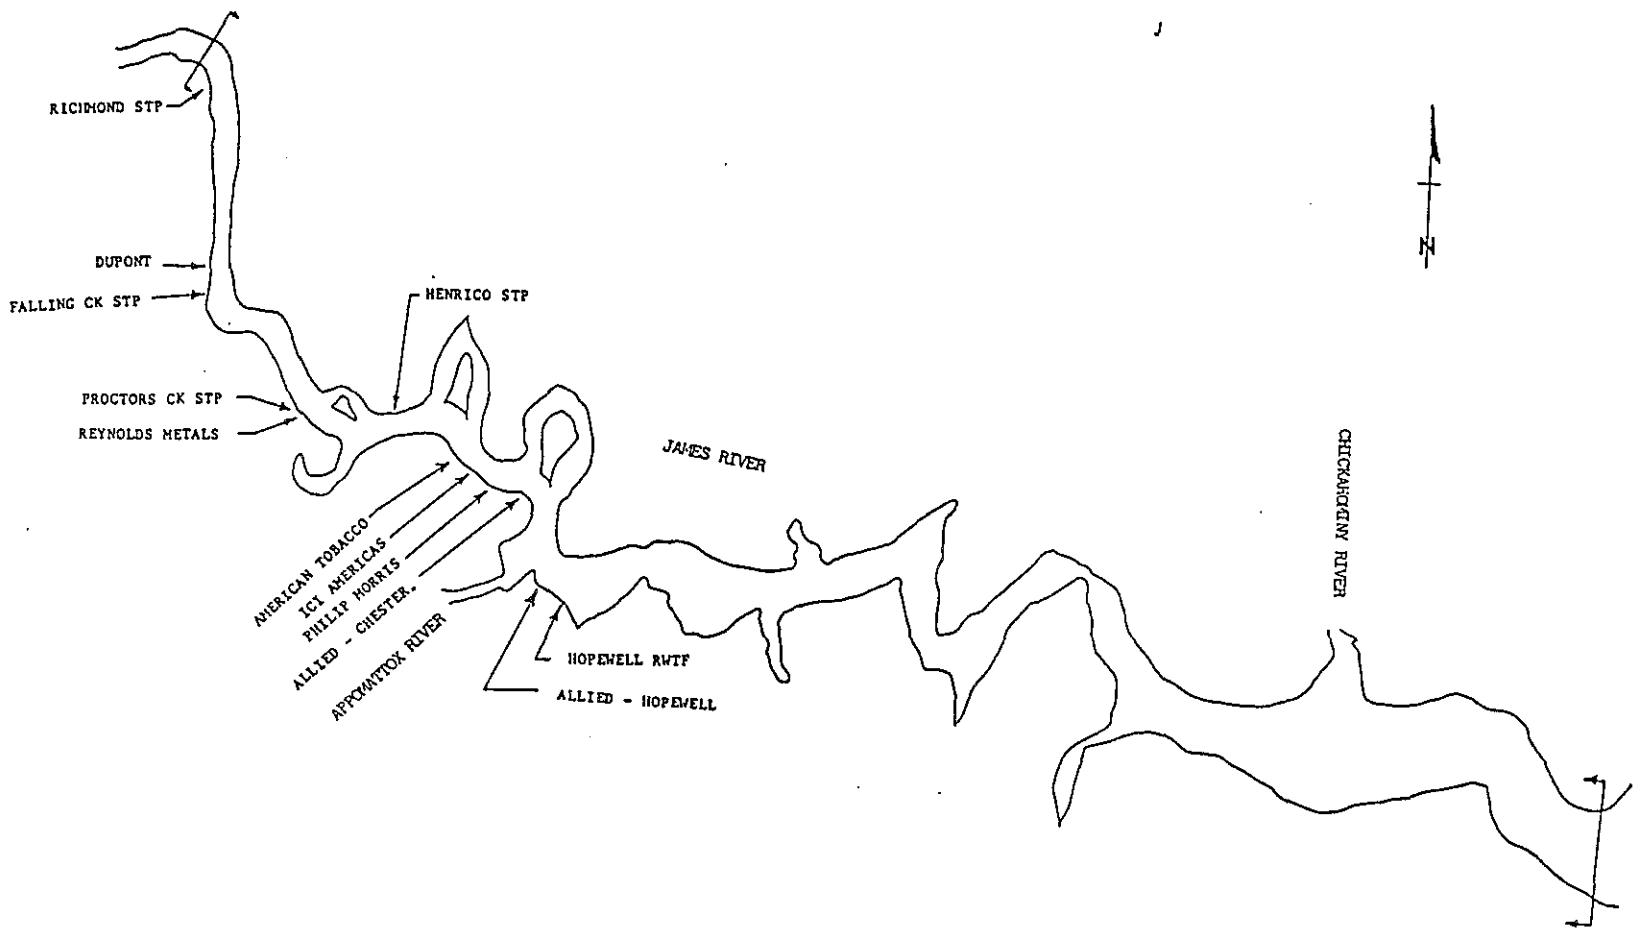 RICHMOND STP
N
DUPONT
FALLING CK STP
HENRICO STP
PROCTORS CK STP
REYNOLDS METALS
JAMES RIVER
CHICKAHOMINY RIVER
AMERICAN TOBACCO
ICI AMERICAS
PHILIP MORRIS
ALLIED - CHESTER.
APPOMATTOX RIVER
HOPEWELL RWTF
ALLIED - HOPEWELL